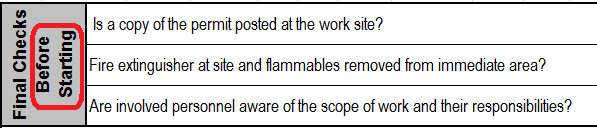 Final Checks
Before
Starting
Is a copy of the permit posted at the work site?
Fire extinguisher at site and flammables removed from immediate area?
Are involved personnel aware of the scope of work and their responsibilities?